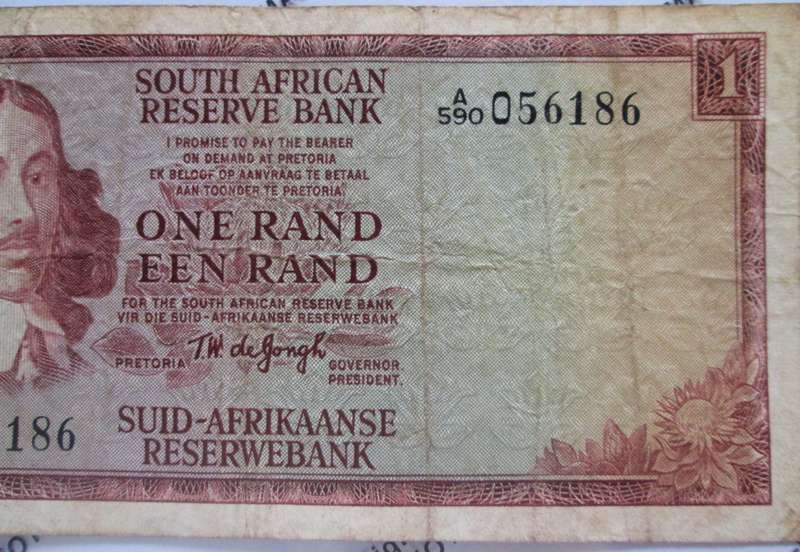 1
SOUTH AFRICAN
RESERVE BANK
A/590 056186
I PROMISE TO PAY THE BEARER
ON DEMAND AT PRETORIA
EK BELOOF OP AANVRAAG TE BETAAL
AAN TOONDER TE PRETORIA.
ONE RAND
EEN RAND
FOR THE SOUTH AFRICAN RESERVE BANK
VIR DIE SUID-AFRIKAANSE RESERWEBANK
PRETORIA T.W. de Jongh GOVERNOR.
PRESIDENT.
186
SUID-AFRIKAANSE
RESERWEBANK